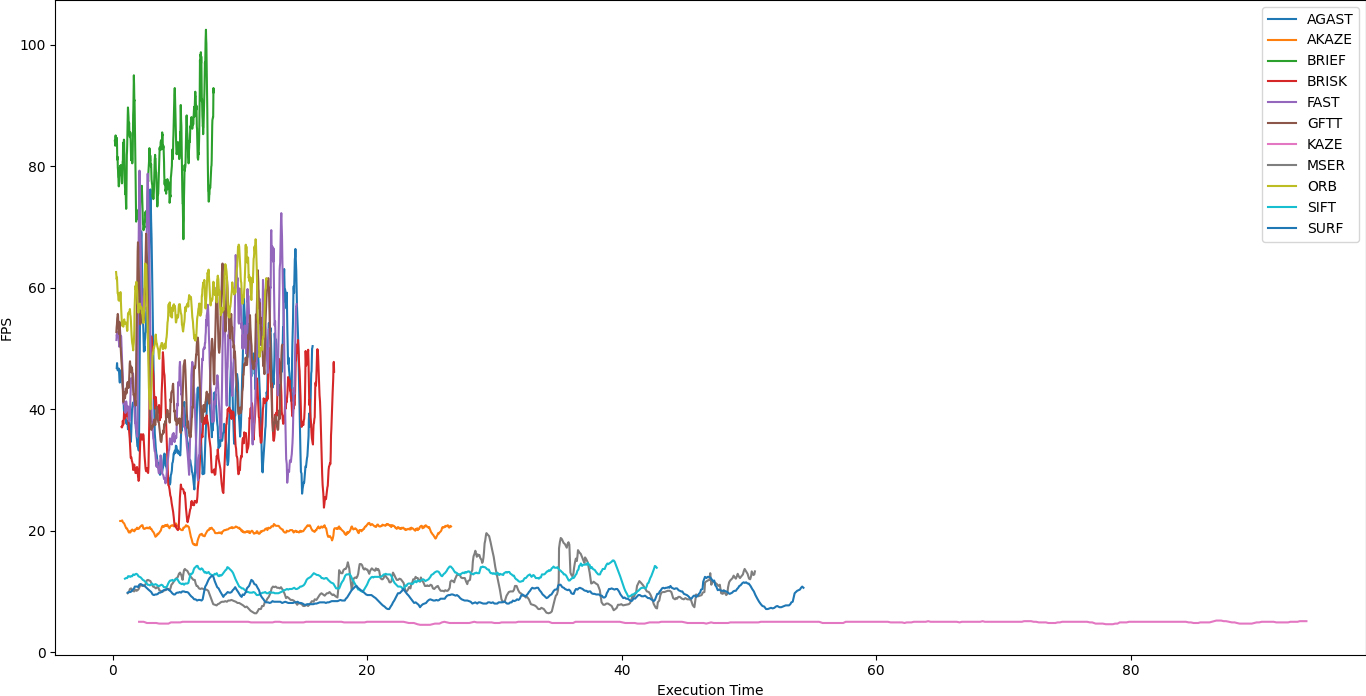 100
80
60
40
20
0
FPS
0 20 40 60 80
Execution Time
AGAST
AKAZE
BRIEF
BRISK
FAST
GFTT
KAZE
MSER
ORB
SIFT
SURF